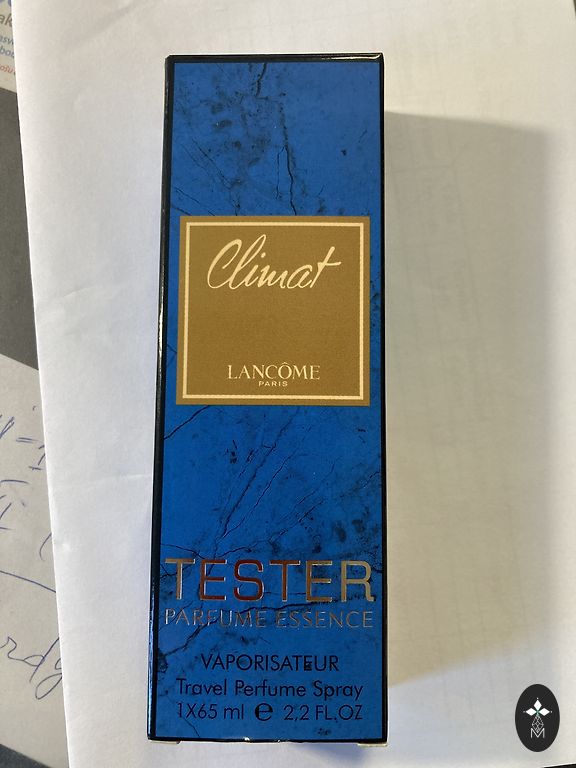 Climat
LANCÔME
PARIS
TESTER
PARFUME ESSENCE
VAPORISATEUR
Travel Perfume Spray
1X65 ml ℮ 2,2 FL.OZ